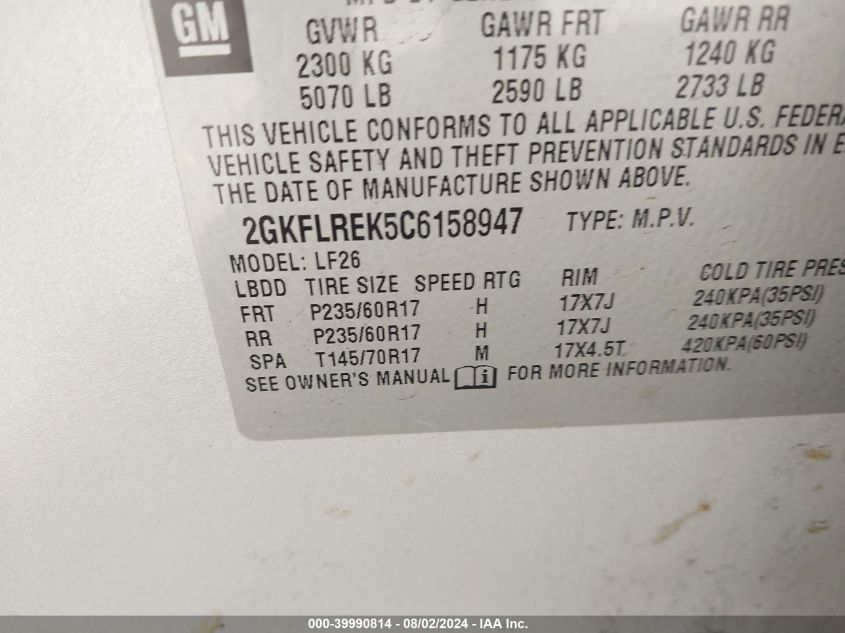 GM
GVWR GAWR FRT GAWR RR
2300 KG 1175 KG 1240 KG
5070 LB 2590 LB 2733 LB
THIS VEHICLE CONFORMS TO ALL APPLICABLE U.S. FEDERA
VEHICLE SAFETY AND THEFT PREVENTION STANDARDS IN E
THE DATE OF MANUFACTURE SHOWN ABOVE.
2GKFLREK5C6158947 TYPE: M.P.V.
MODEL: LF26
LBDD TIRE SIZE SPEED RTG RIM COLD TIRE PRES
FRT P235/60R17 H 17X7J 240KPA(35PSI)
RR P235/60R17 H 17X7J 240KPA(35PSI)
SPA T145/70R17 M 17X4.5T 420KPA(60PSI)
SEE OWNER'S MANUAL i FOR MORE INFORMATION.
000-39990814 - 08/02/2024 - IAA Inc.